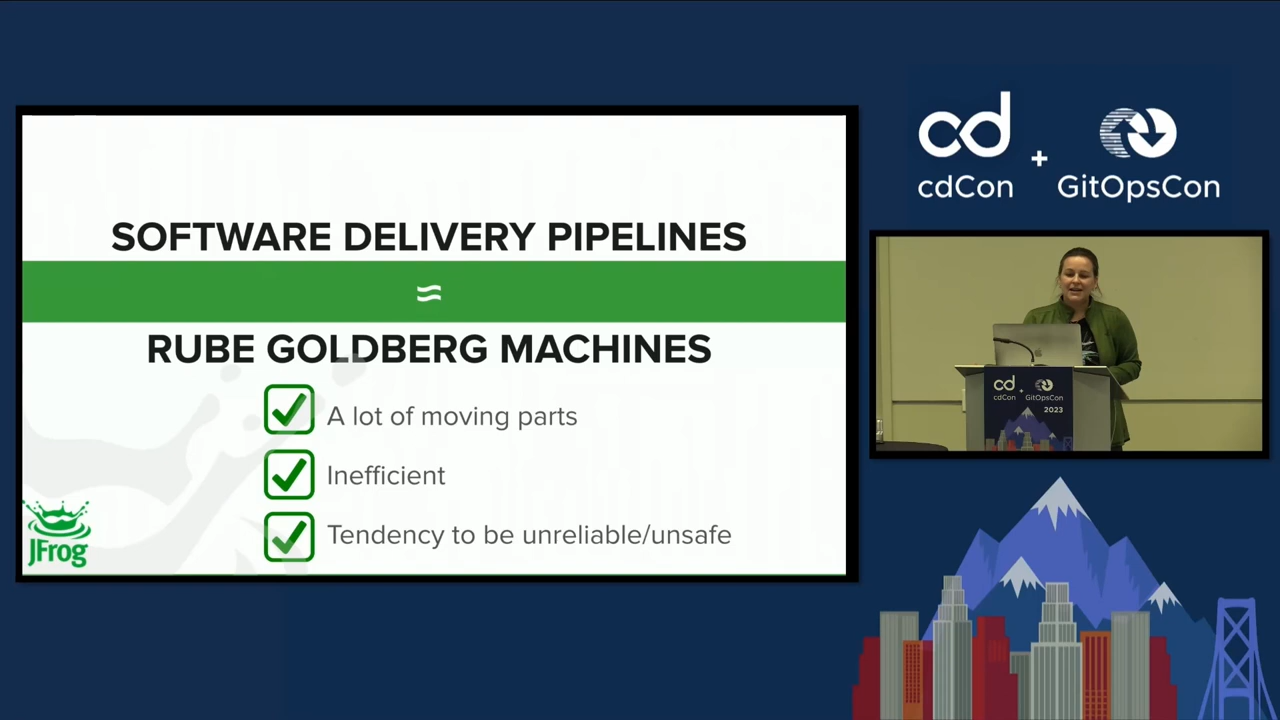 SOFTWARE DELIVERY PIPELINES
≈
RUBE GOLDBERG MACHINES
A lot of moving parts
Inefficient
Tendency to be unreliable/unsafe
JFrog
cd
+
cdCon
GitOpsCon
cd
+
cdCon
GitOpsCon
2023